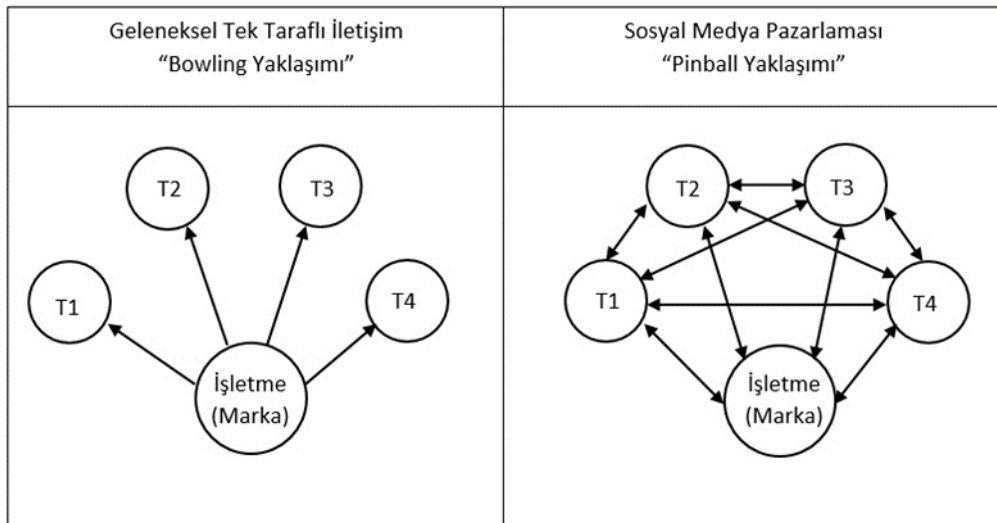 Geleneksel Tek Taraflı İletişim
“Bowling Yaklaşımı”
Sosyal Medya Pazarlaması
“Pinball Yaklaşımı”
T2
T3
T1
T4
İşletme
(Marka)
T2
T3
T1
T4
İşletme
(Marka)